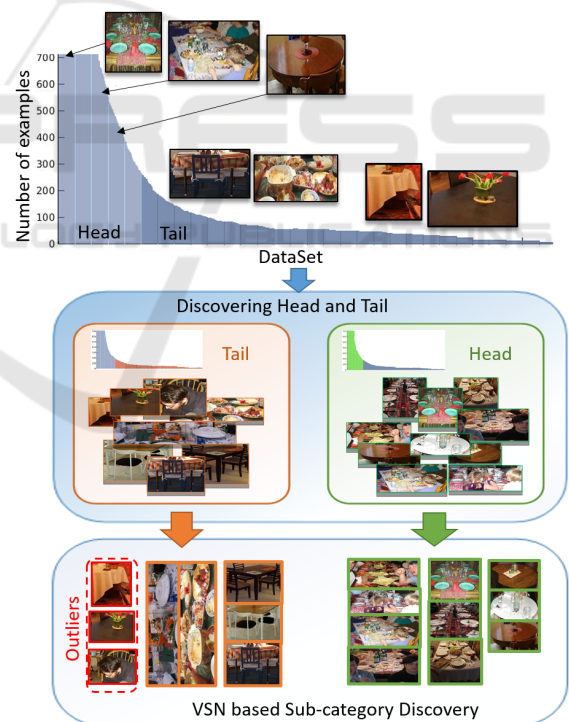 700
600
500
400
300
200
100
0
Number of examples
Head
Tail
DataSet
Discovering Head and Tail
Tail
Head
Outliers
VSN based Sub-category Discovery